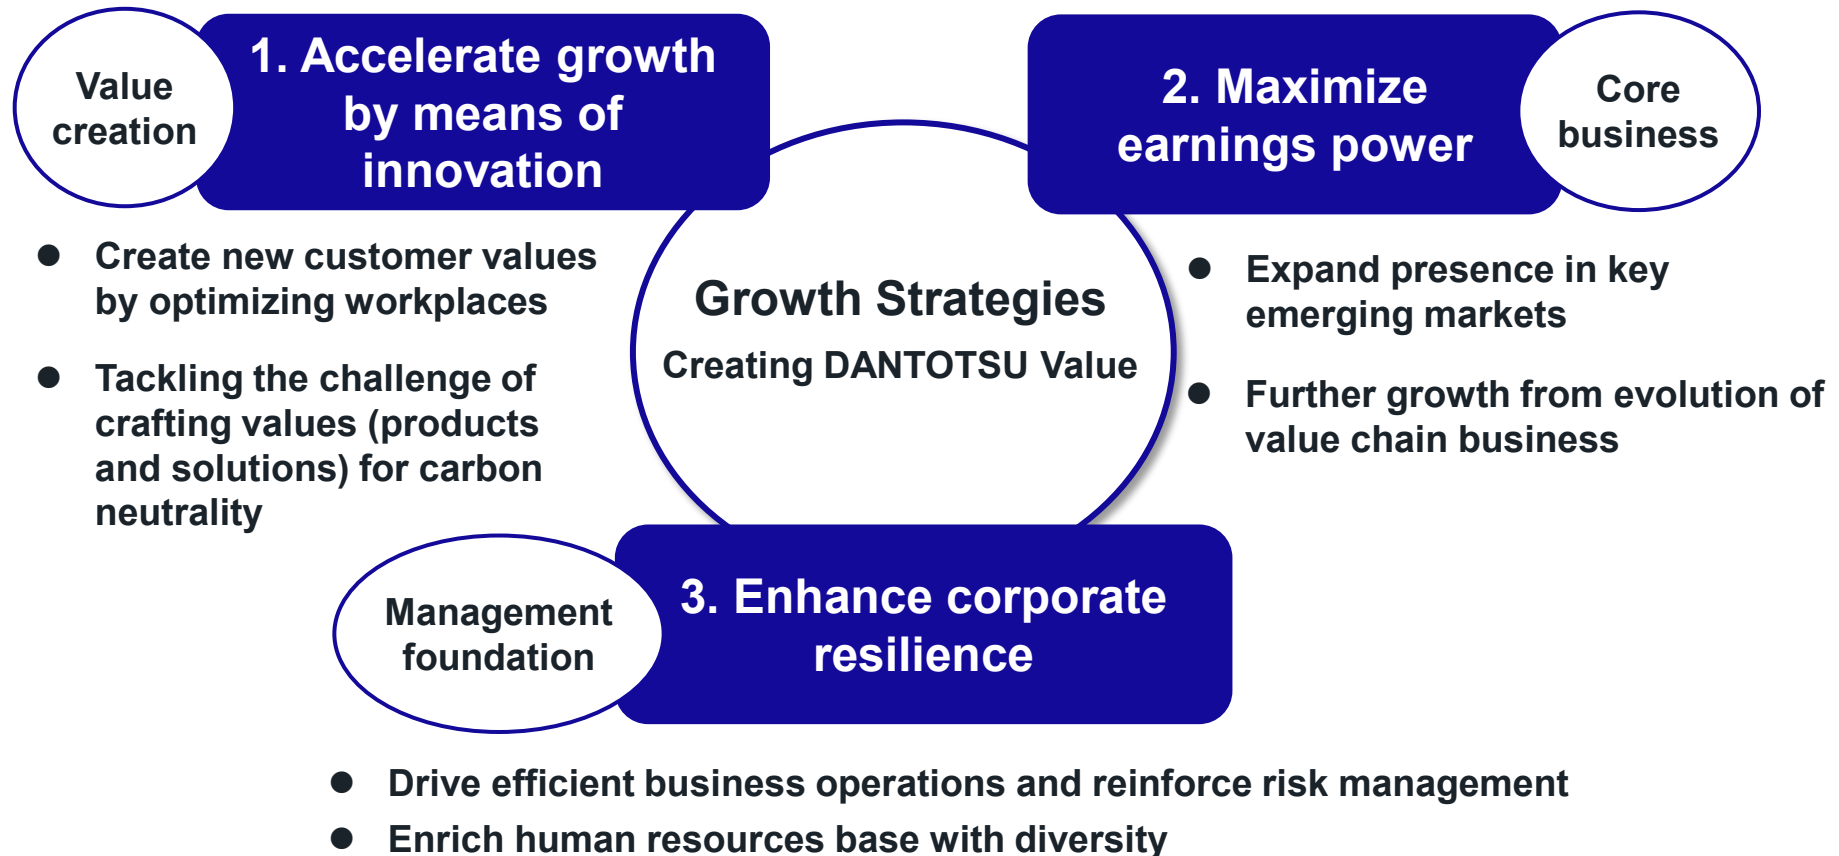 Value
creation
1. Accelerate growth
by means of
innovation
2. Maximize
earnings power
Core
business
● Create new customer values
by optimizing workplaces
● Tackling the challenge of
crafting values (products
and solutions) for carbon
neutrality
Growth Strategies
Creating DANTOTSU Value
● Expand presence in key
emerging markets
● Further growth from evolution of
value chain business
Management
foundation
3. Enhance corporate
resilience
● Drive efficient business operations and reinforce risk management
● Enrich human resources base with diversity